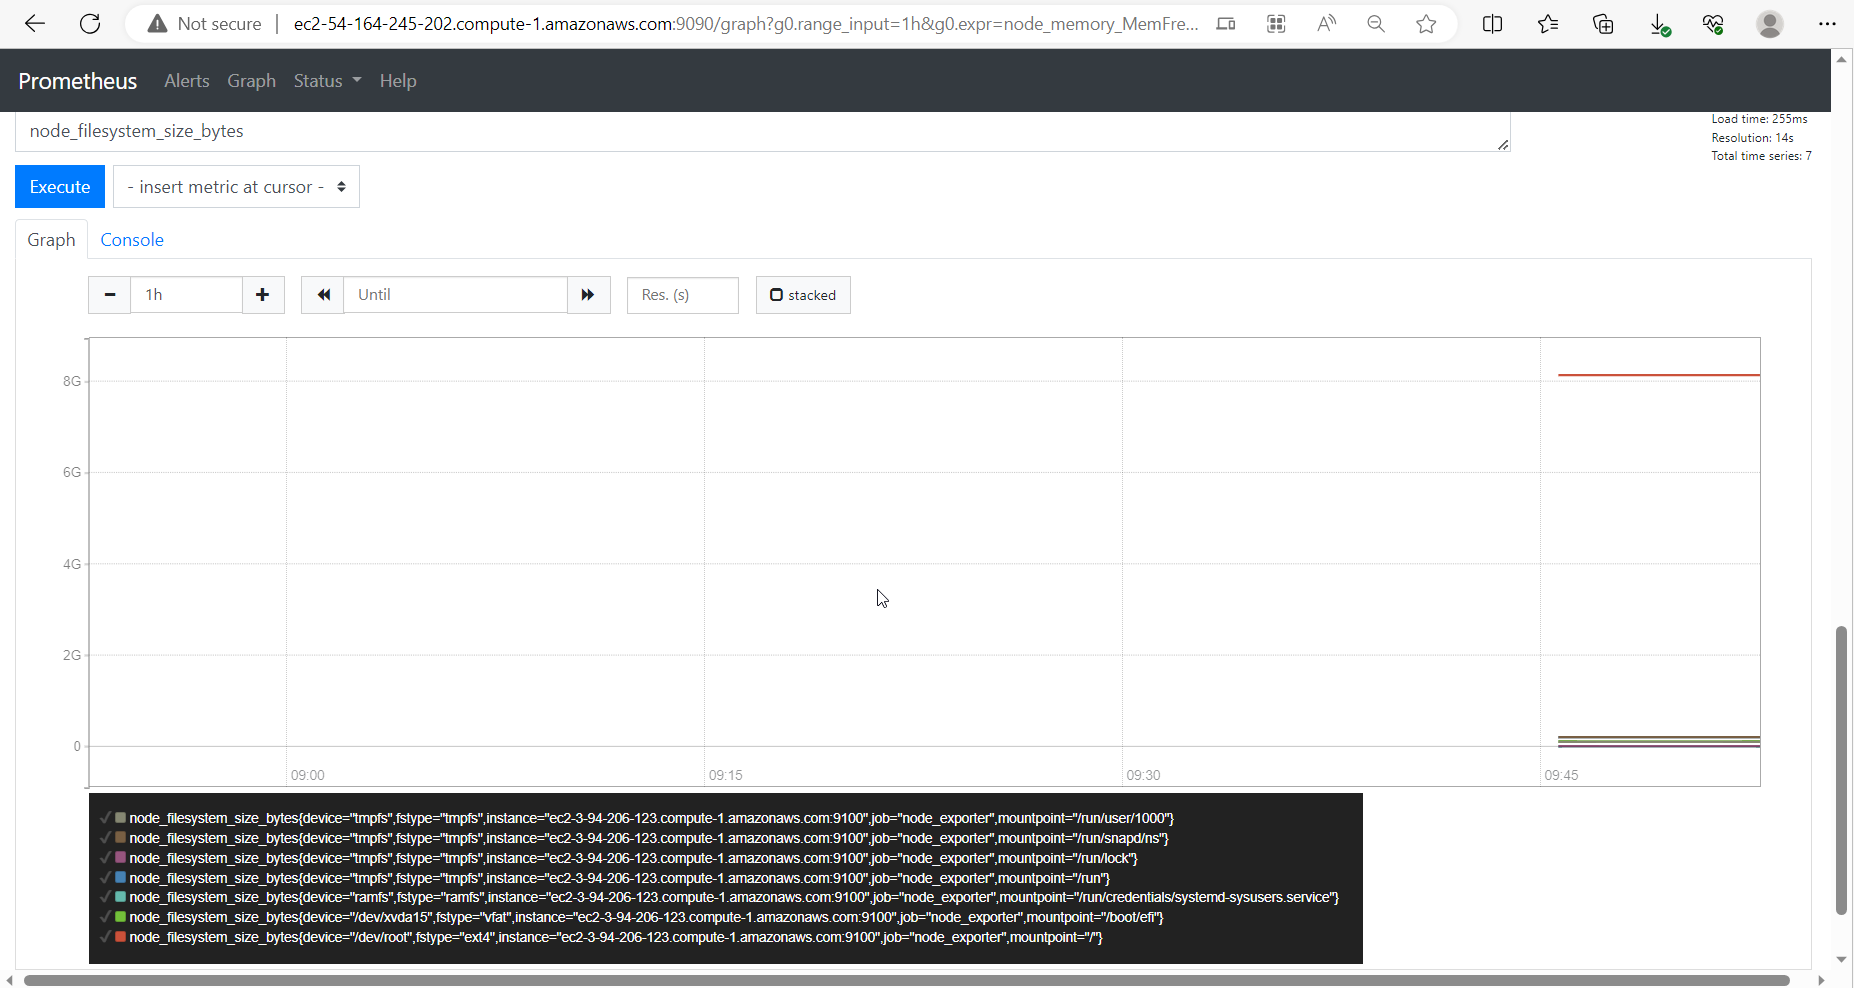 Not secure
ec2-54-164-245-202.compute-1.amazonaws.com:9090/graph?g0.range_input=1h&g0.expr=node_memory_MemFre...
Prometheus Alerts Graph Status Help
node_filesystem_size_bytes
Load time: 255ms
Resolution: 14s
Total time series: 7
Execute
- insert metric at cursor -
Graph Console
1h Until Res. (s) stacked
8G
6G
4G
2G
0
09:00 09:15 09:30 09:45
node_filesystem_size_bytes{device="tmpfs",fstype="tmpfs",instance="ec2-3-94-206-123.compute-1.amazonaws.com:9100",job="node_exporter",mountpoint="/run/user/1000"}
node_filesystem_size_bytes{device="tmpfs",fstype="tmpfs",instance="ec2-3-94-206-123.compute-1.amazonaws.com:9100",job="node_exporter",mountpoint="/run/snapd/ns"}
node_filesystem_size_bytes{device="tmpfs",fstype="tmpfs",instance="ec2-3-94-206-123.compute-1.amazonaws.com:9100",job="node_exporter",mountpoint="/run/lock"}
node_filesystem_size_bytes{device="tmpfs",fstype="tmpfs",instance="ec2-3-94-206-123.compute-1.amazonaws.com:9100",job="node_exporter",mountpoint="/run"}
node_filesystem_size_bytes{device="ramfs",fstype="ramfs",instance="ec2-3-94-206-123.compute-1.amazonaws.com:9100",job="node_exporter",mountpoint="/run/credentials/systemd-sysusers.service"}
node_filesystem_size_bytes{device="/dev/xvda15",fstype="vfat",instance="ec2-3-94-206-123.compute-1.amazonaws.com:9100",job="node_exporter",mountpoint="/boot/efi"}
node_filesystem_size_bytes{device="/dev/root",fstype="ext4",instance="ec2-3-94-206-123.compute-1.amazonaws.com:9100",job="node_exporter",mountpoint="/"}